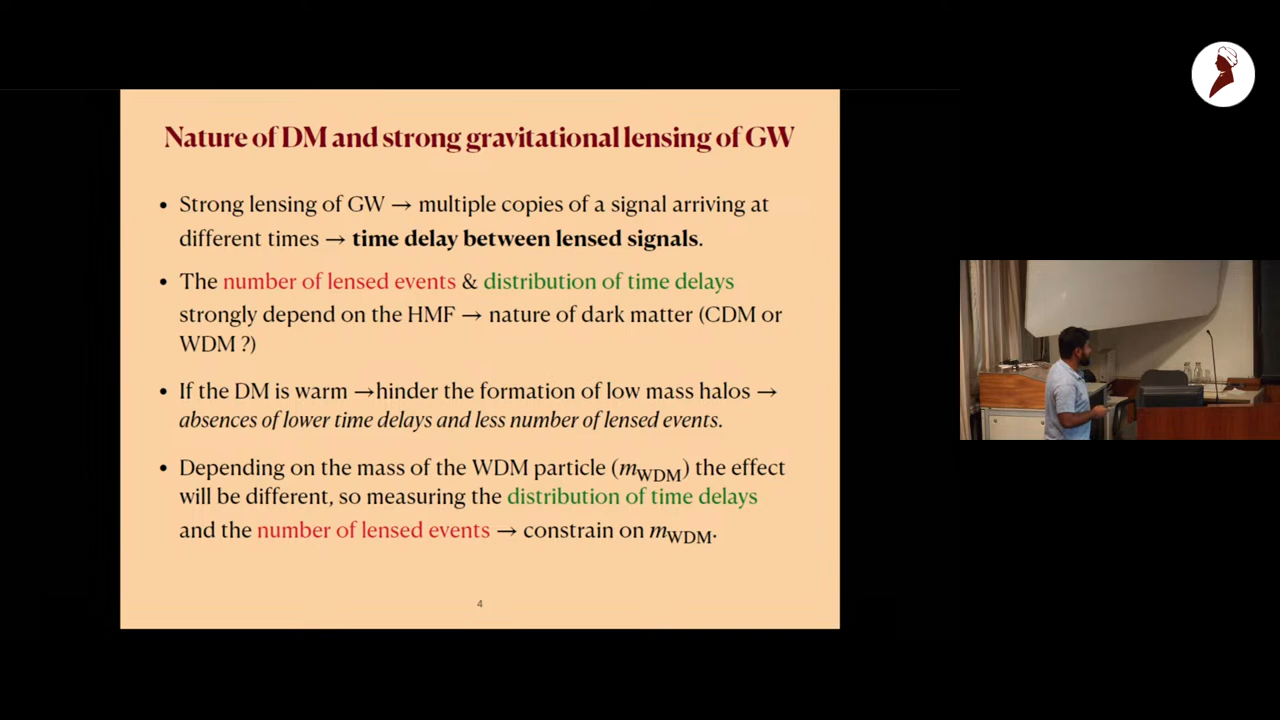 Nature of DM and strong gravitational lensing of GW
• Strong lensing of GW → multiple copies of a signal arriving at
different times → time delay between lensed signals.
• The number of lensed events & distribution of time delays
strongly depend on the HMF → nature of dark matter (CDM or
WDM ?)
• If the DM is warm →hinder the formation of low mass halos →
absences of lower time delays and less number of lensed events.
• Depending on the mass of the WDM particle (m_WDM) the effect
will be different, so measuring the distribution of time delays
and the number of lensed events → constrain on m_WDM.
4